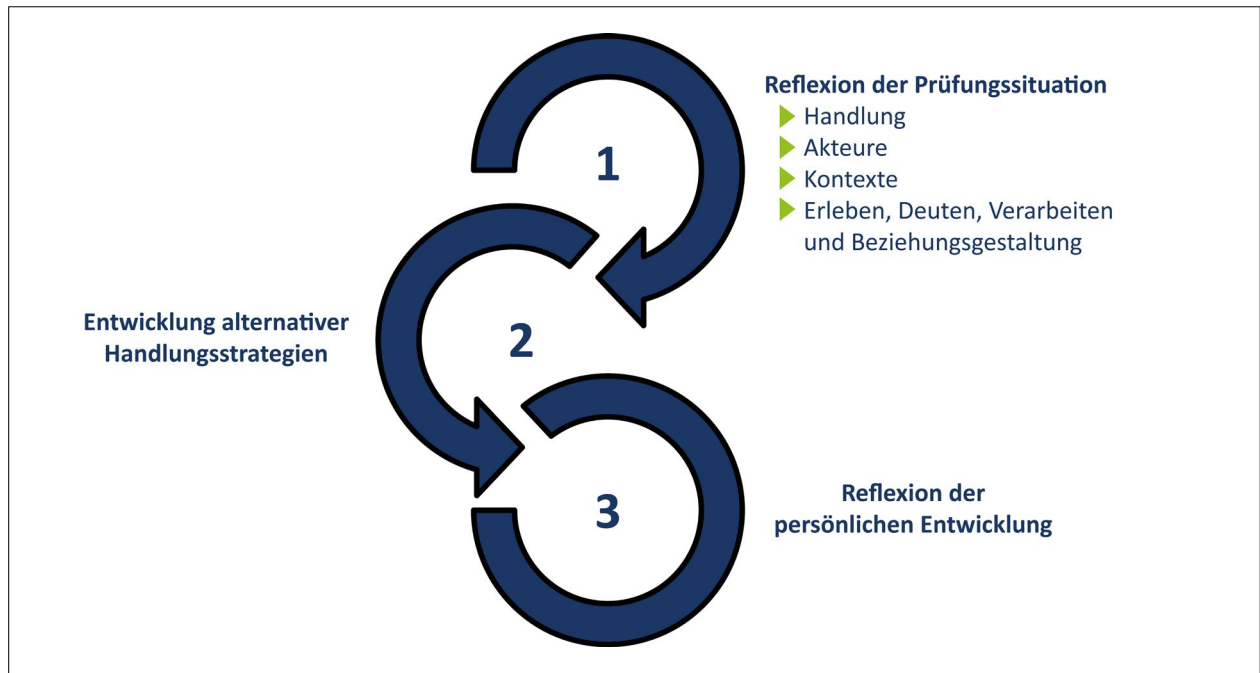 1
Reflexion der Prüfungssituation
Handlung
Akteure
Kontexte
Erleben, Deuten, Verarbeiten
und Beziehungsgestaltung
2
Entwicklung alternativer
Handlungsstrategien
3
Reflexion der
persönlichen Entwicklung